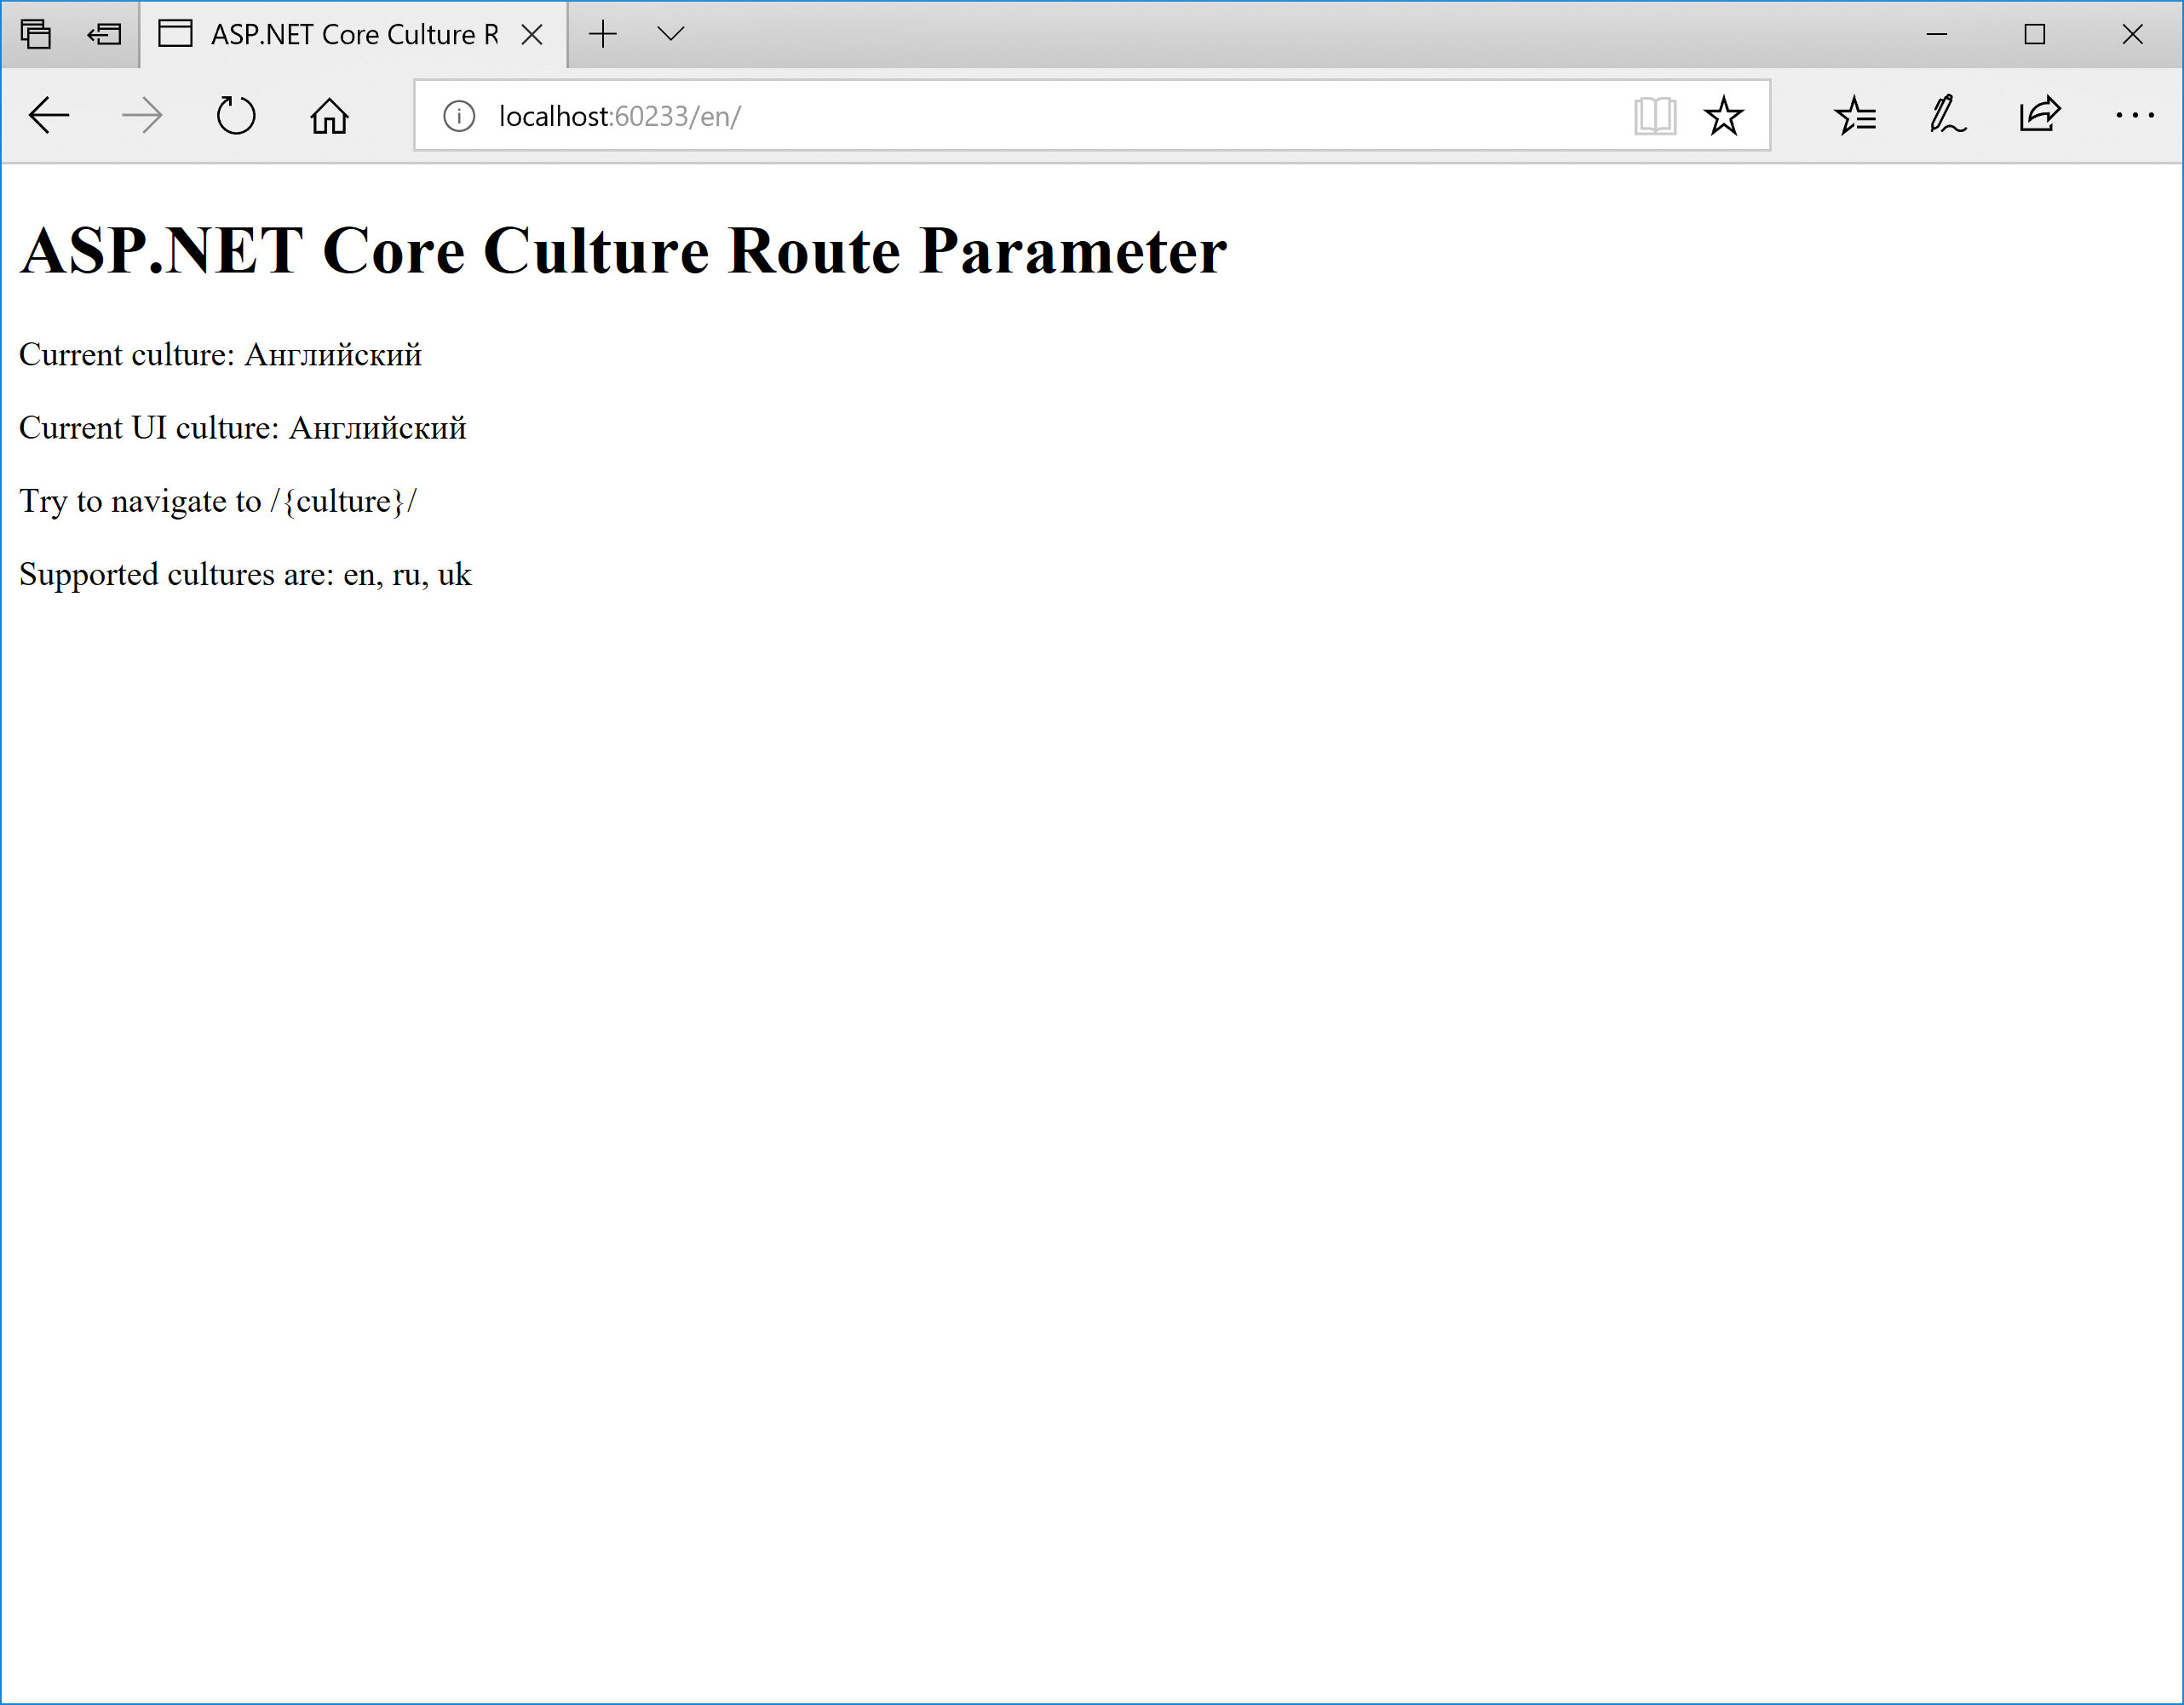 ASP.NET Core Culture R
localhost:60233/en/
ASP.NET Core Culture Route Parameter
Current culture: Английский
Current UI culture: Английский
Try to navigate to /{culture}/
Supported cultures are: en, ru, uk